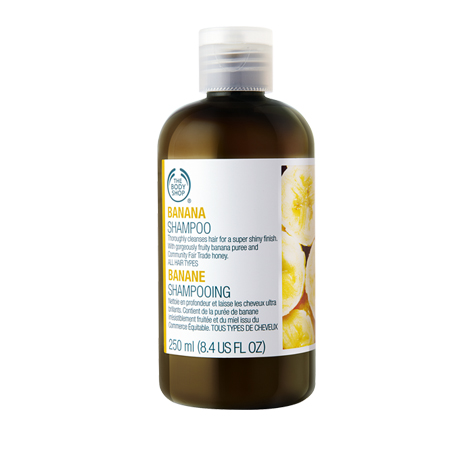 THE
BODY
SHOP
®
BANANA
SHAMPOO
Thoroughly cleanses hair for a super shiny finish.
With gorgeously fruity banana puree and
Community Fair Trade honey.
ALL HAIR TYPES
BANANE
SHAMPOOING
Nettoie en profondeur et laisse les cheveux ultra
brillants. Contient de la purée de banane
irrésistiblement fruitée et du miel issu du
Commerce Équitable. TOUS TYPES DE CHEVEUX
250 ml (8.4 US FL OZ)